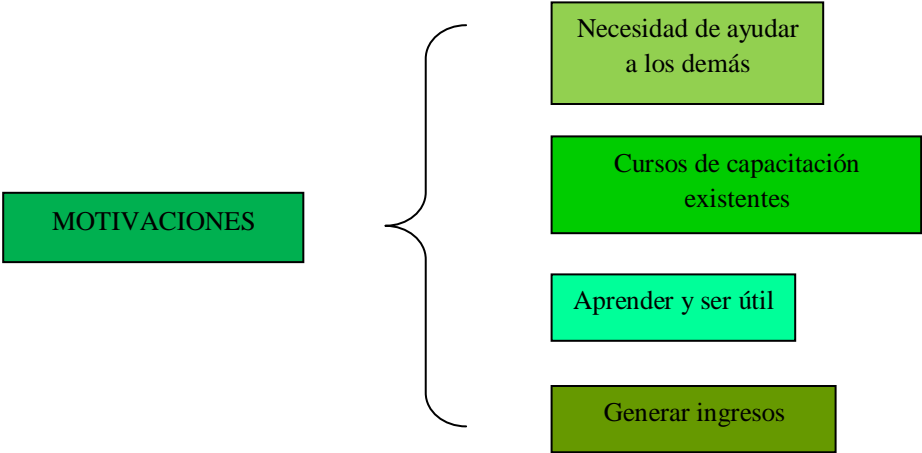 Necesidad de ayudar
a los demás
Cursos de capacitación
existentes
MOTIVACIONES
Aprender y ser útil
Generar ingresos